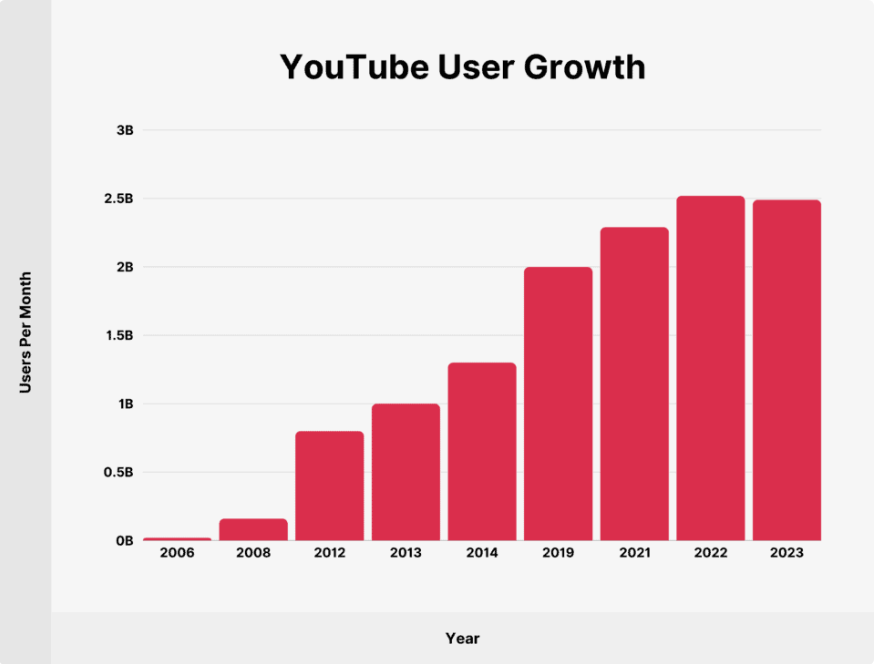 YouTube User Growth
Users Per Month
3B
2.5B
2B
1.5B
1B
0.5B
0B
2006 2008 2012 2013 2014 2019 2021 2022 2023
Year